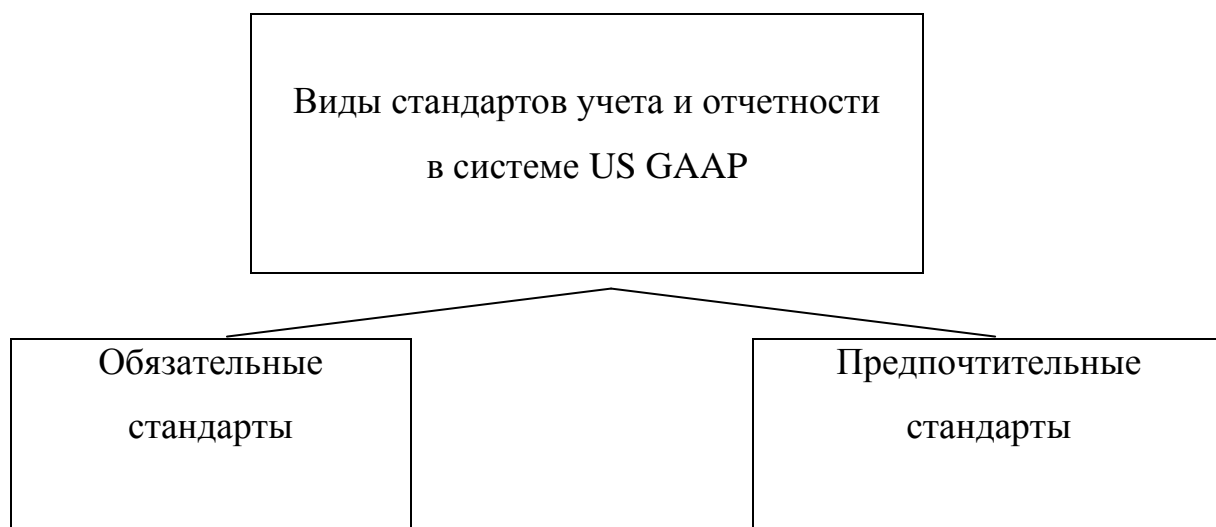 Виды стандартов учета и отчетности
в системе US GAAP
Обязательные
стандарты
Предпочтительные
стандарты